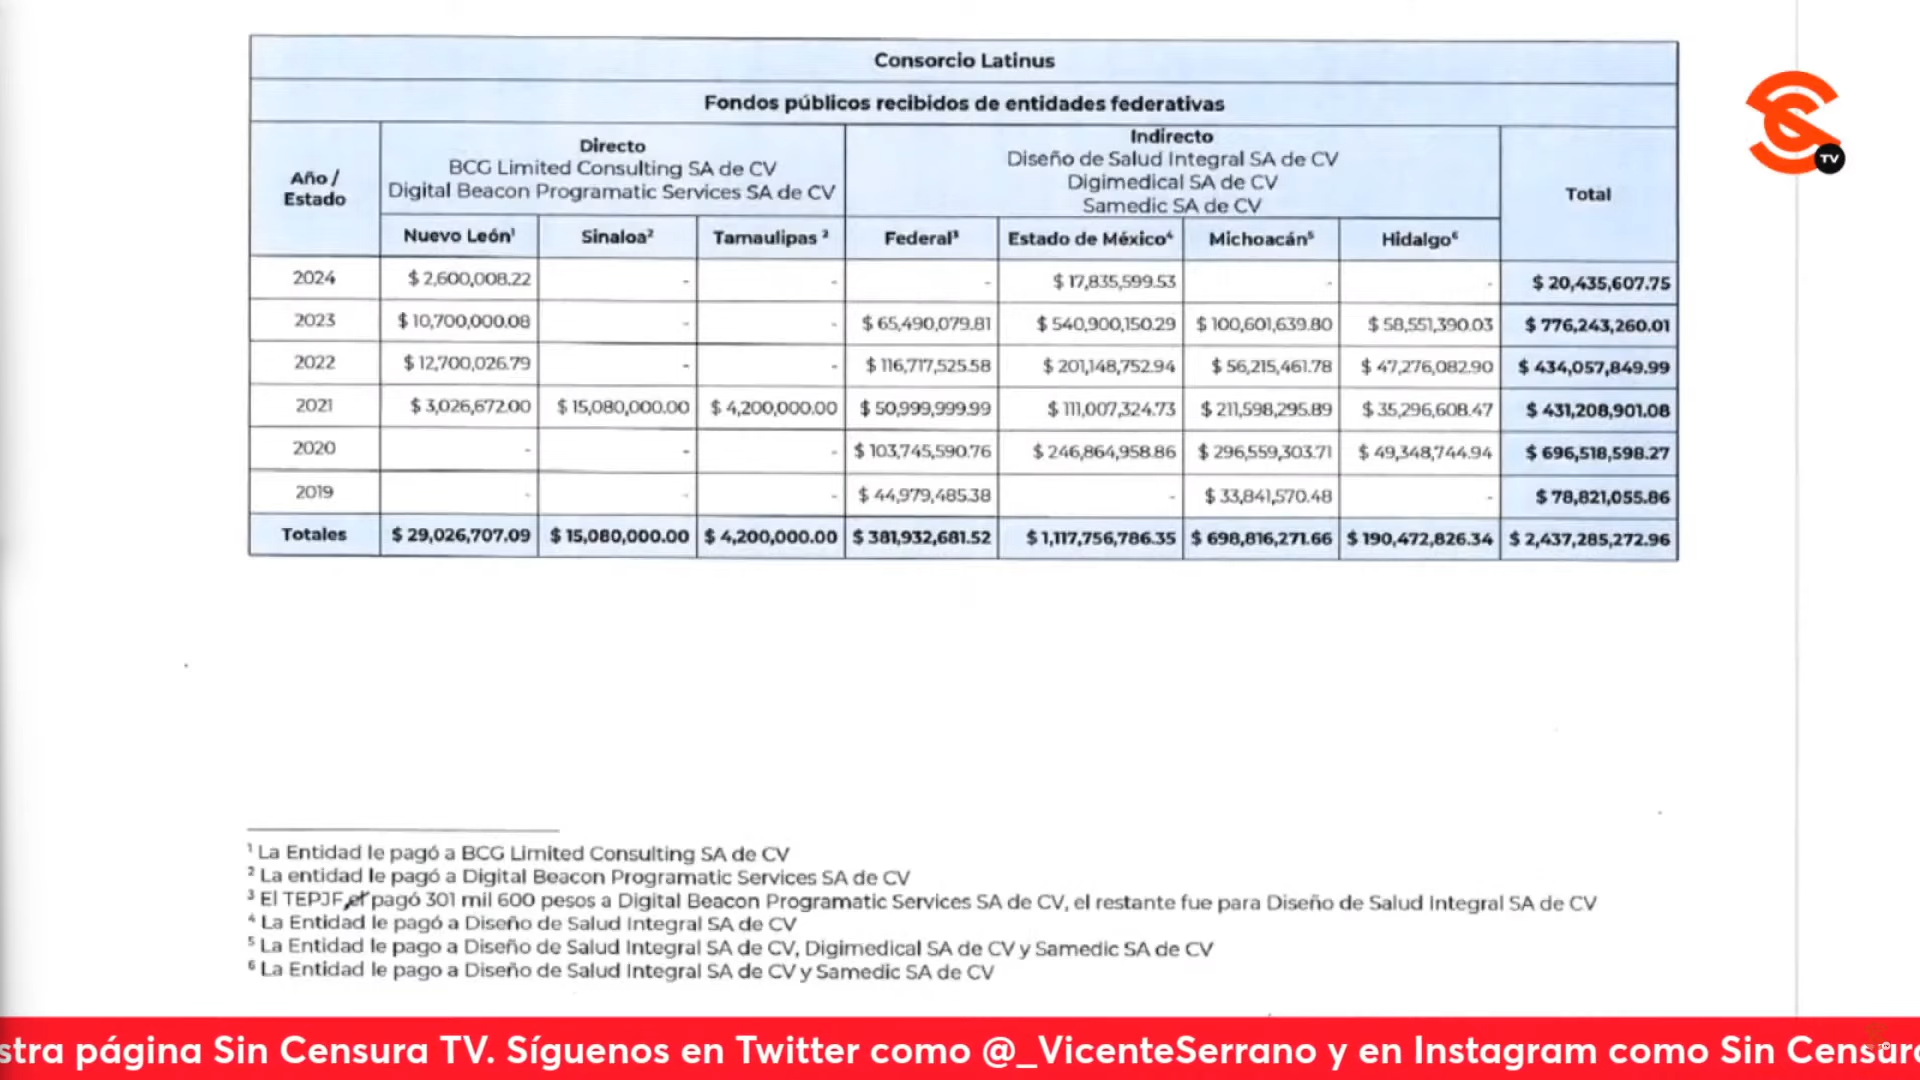 Consorcio Latinus
Fondos públicos recibidos de entidades federativas
Año / Estado
Directo
BCG Limited Consulting SA de CV
Digital Beacon Programatic Services SA de CV
Indirecto
Diseño de Salud Integral SA de CV
Digimedical SA de CV
Samedic SA de CV
Total
Nuevo León¹ Sinaloa² Tamaulipas ² Federal³ Estado de México⁴ Michoacán⁵ Hidalgo⁶
2024 $ 2,600,008.22 - - - $ 17,835,599.53 - - $ 20,435,607.75
2023 $ 10,700,000.08 - - $ 65,490,079.81 $ 540,900,150.29 $ 100,601,639.80 $ 58,551,390.03 $ 776,243,260.01
2022 $ 12,700,026.79 - - $ 116,717,525.58 $ 201,148,752.94 $ 56,215,461.78 $ 47,276,082.90 $ 434,057,849.99
2021 $ 3,026,672.00 $ 15,080,000.00 $ 4,200,000.00 $ 50,999,999.99 $ 111,007,324.73 $ 211,598,295.89 $ 35,296,608.47 $ 431,208,901.08
2020 - - - $ 103,745,590.76 $ 246,864,958.86 $ 296,559,303.71 $ 49,348,744.94 $ 696,518,598.27
2019 - - - $ 44,979,485.38 - $ 33,841,570.48 - $ 78,821,055.86
Totales $ 29,026,707.09 $ 15,080,000.00 $ 4,200,000.00 $ 381,932,681.52 $ 1,117,756,786.35 $ 698,816,271.66 $ 190,472,826.34 $ 2,437,285,272.96
¹ La Entidad le pagó a BCG Limited Consulting SA de CV
² La entidad le pagó a Digital Beacon Programatic Services SA de CV
³ El TEPJF, el pagó 301 mil 600 pesos a Digital Beacon Programatic Services SA de CV, el restante fue para Diseño de Salud Integral SA de CV
⁴ La Entidad le pagó a Diseño de Salud Integral SA de CV
⁵ La Entidad le pago a Diseño de Salud Integral SA de CV, Digimedical SA de CV y Samedic SA de CV
⁶ La Entidad le pago a Diseño de Salud Integral SA de CV y Samedic SA de CV
TV
stra página Sin Censura TV. Síguenos en Twitter como @_VicenteSerrano y en Instagram como Sin Censura